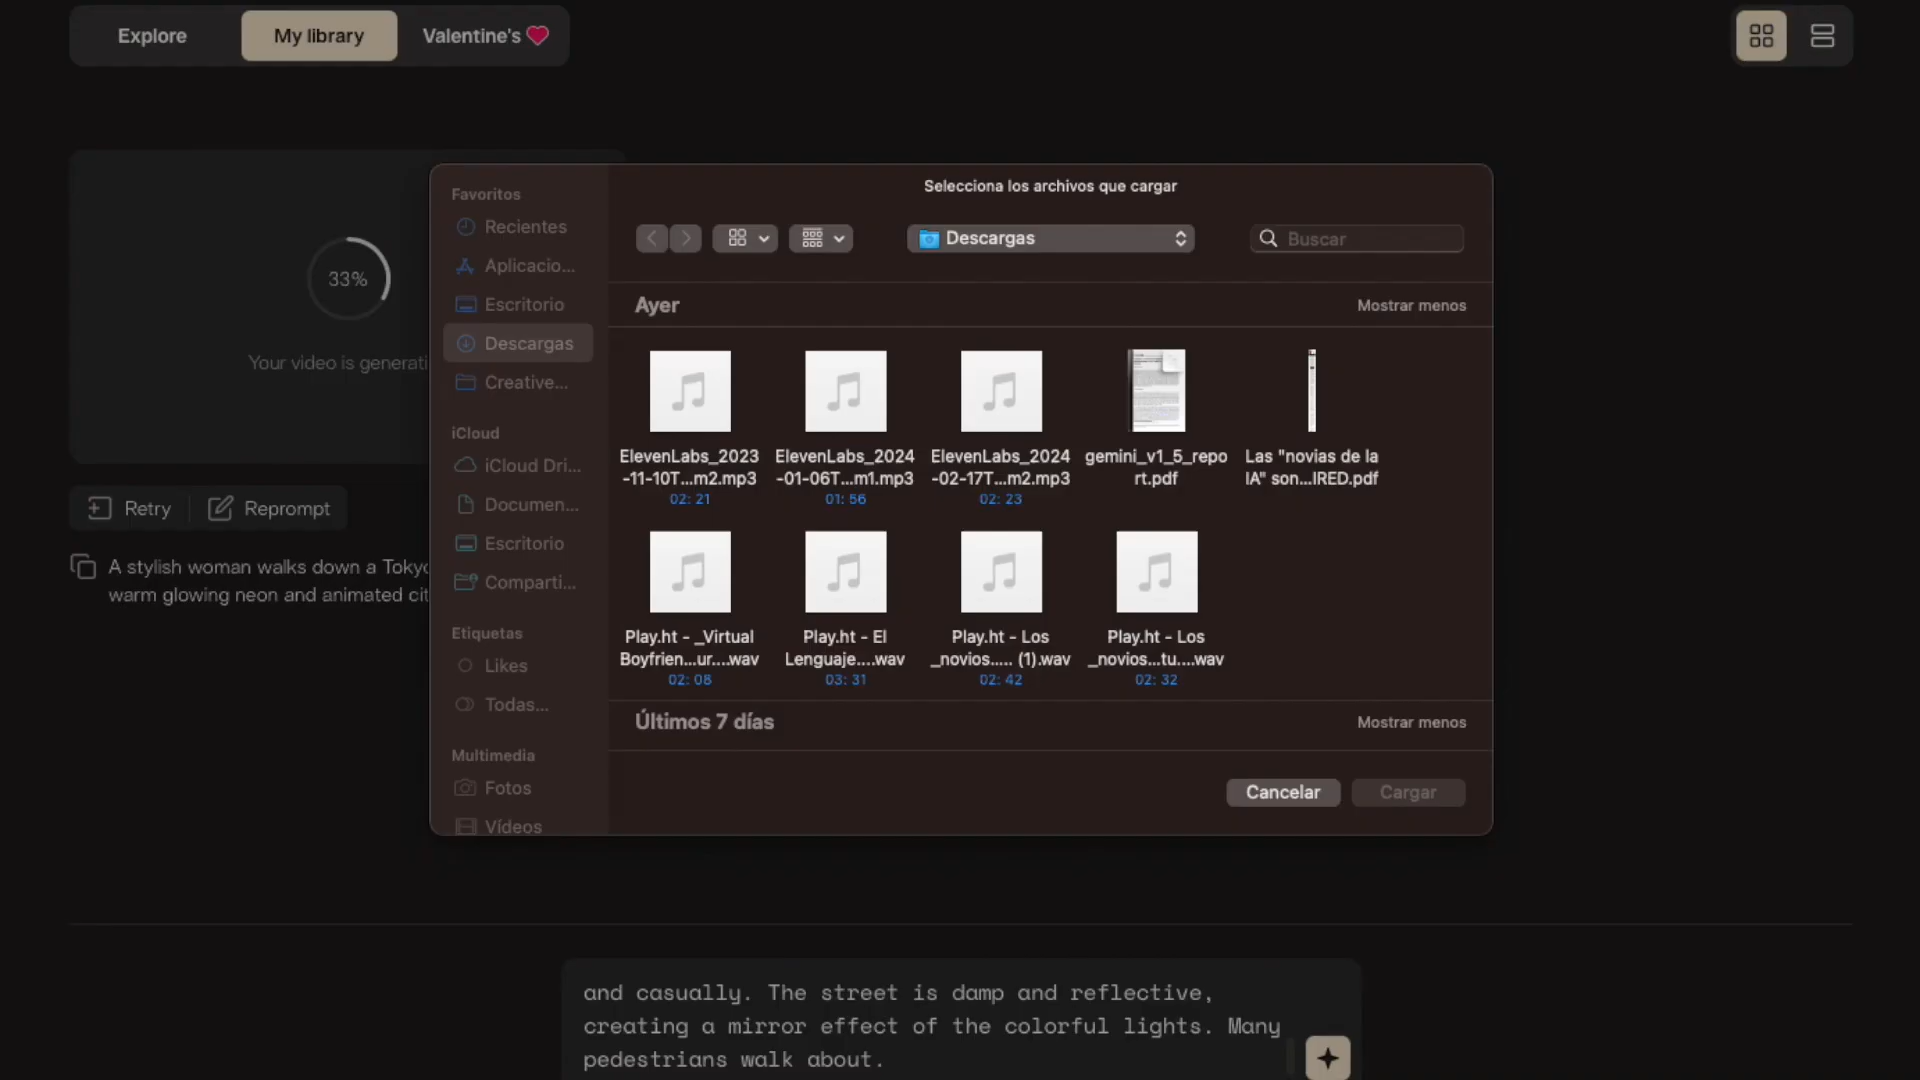 Explore
My library
Valentine's
33%
Your video is generati
Retry
Reprompt
A stylish woman walks down a Tokyo
warm glowing neon and animated cit
Favoritos
Recientes
Aplicacio...
Escritorio
Descargas
Creative...
iCloud
iCloud Dri...
Documen...
Escritorio
Comparti...
Etiquetas
Likes
Todas...
Multimedia
Fotos
Vídeos
Selecciona los archivos que cargar
Descargas
Buscar
Ayer
Mostrar menos
ElevenLabs_2023
-11-10T...m2.mp3
02: 21
ElevenLabs_2024
-01-06T...m1.mp3
01: 56
ElevenLabs_2024
-02-17T...m2.mp3
02: 23
gemini_v1_5_repo
rt.pdf
Las "novias de la
IA" son...IRED.pdf
Play.ht - _Virtual
Boyfrien...ur....wav
02: 08
Play.ht - El
Lenguaje....wav
03: 31
Play.ht - Los
_novios..... (1).wav
02: 42
Play.ht - Los
_novios...tu....wav
02: 32
Últimos 7 días
Mostrar menos
Cancelar
Cargar
and casually. The street is damp and reflective,
creating a mirror effect of the colorful lights. Many
pedestrians walk about.